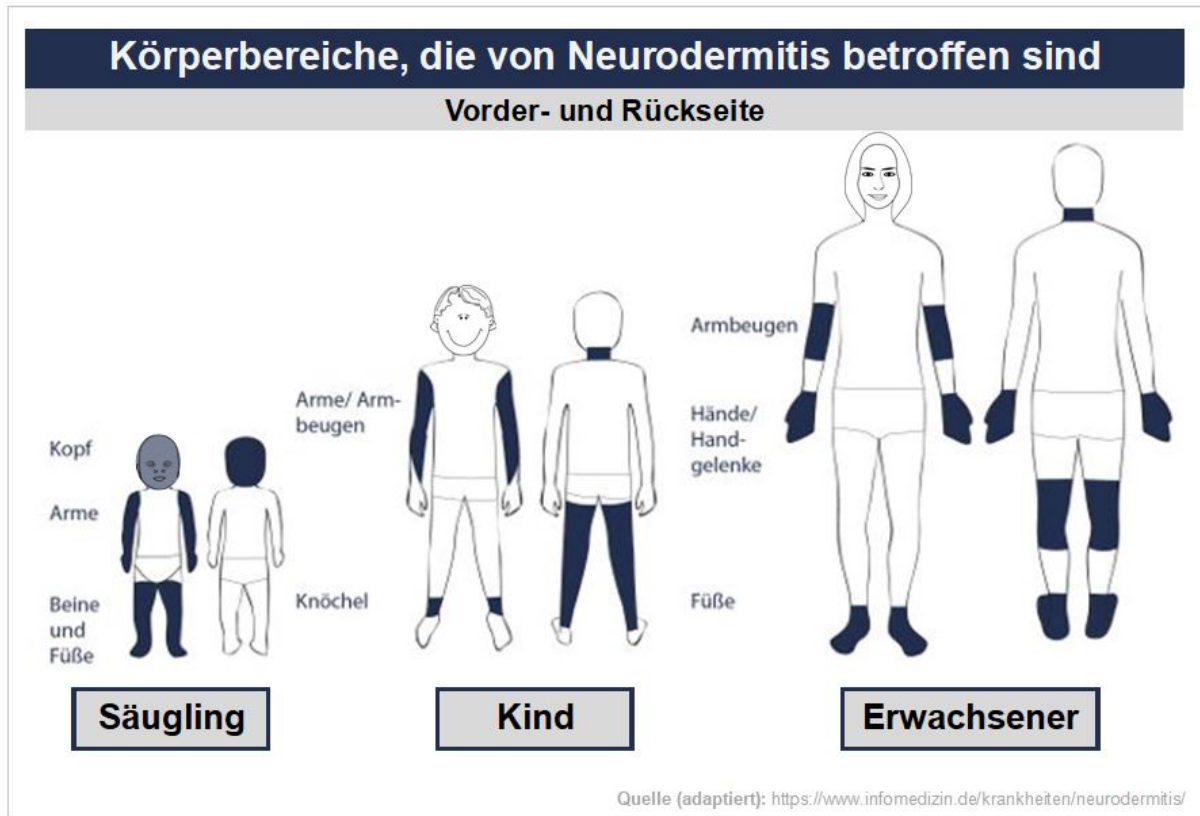 Körperbereiche, die von Neurodermitis betroffen sind
Vorder- und Rückseite
Kopf
Arme
Beine
und
Füße
Säugling
Arme/ Arm-
beugen
Knöchel
Kind
Armbeugen
Hände/
Hand-
gelenke
Füße
Erwachsener
Quelle (adaptiert): https://www.infomedizin.de/krankheiten/neurodermitis/